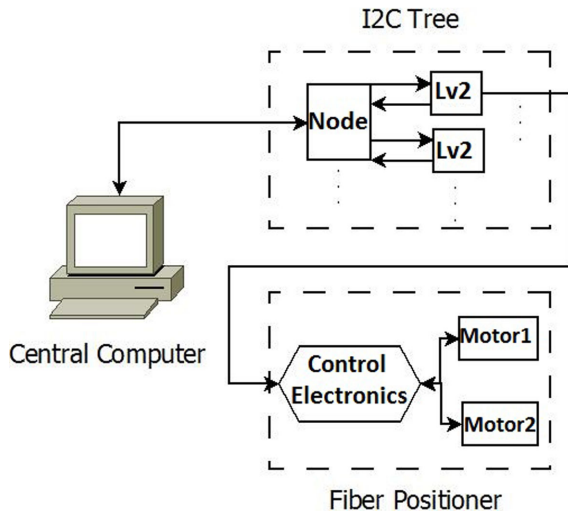 I2C Tree
Lv2
Node
Lv2
Central Computer
Control
Electronics
Motor1
Motor2
Fiber Positioner